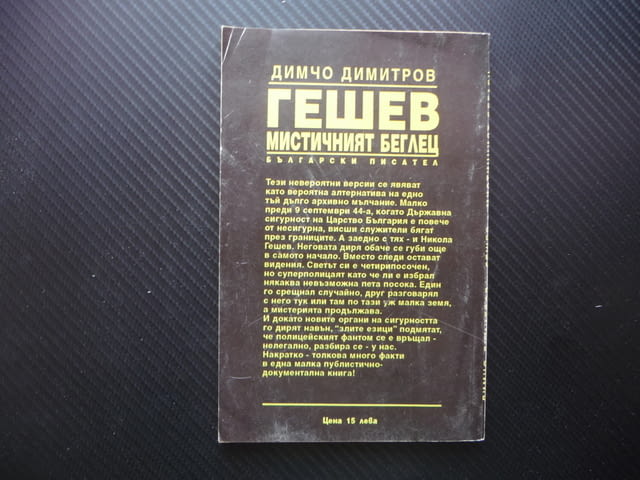 ДИМЧО ДИМИТРОВ
ГЕШЕВ
МИСТИЧНИЯТ БЕГЛЕЦ
БЪЛГАРСКИ ПИСАТЕЛ
Тези невероятни версии се явяват
като вероятна алтернатива на едно
тъй дълго архивно мълчание. Малко
преди 9 септември 44-а, когато Държавна
сигурност на Царство България е повече
от несигурна, висши служители бягат
през границите. А заедно с тях - и Никола
Гешев. Неговата диря обаче се губи още
в самото начало. Вместо следи остават
видения. Светът си е четирипосочен,
но суперполицаят като че ли е избрал
някаква невъзможна пета посока. Един
го срещнал случайно, друг разговарял
с него тук или там по тази уж малка земя,
а мистерията продължава.
И докато новите органи на сигурността
го дирят навън, "злите езици" подмятат,
че полицейският фантом се е връщал -
нелегално, разбира се - у нас.
Накратко - толкова много факти
в една малка публистично-
документална книга!
Цена 15 лева